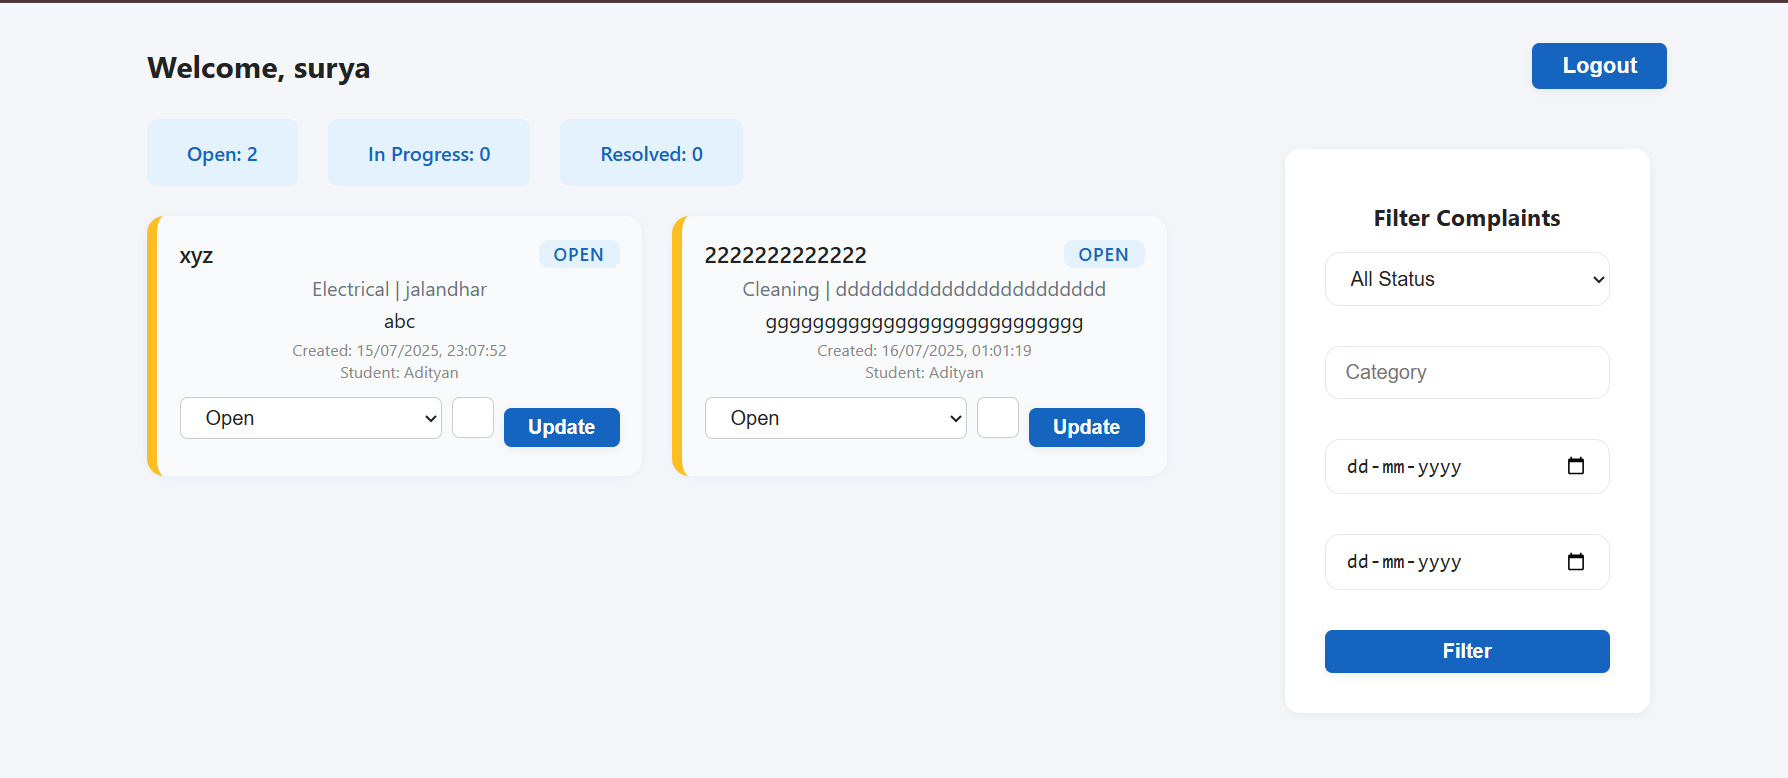 Welcome, surya
Logout
Open: 2
In Progress: 0
Resolved: 0
xyz
OPEN
Electrical | jalandhar
abc
Created: 15/07/2025, 23:07:52
Student: Adityan
Open
Update
2222222222222
OPEN
Cleaning | ddddddddddddddddddddddd
ggggggggggggggggggggggggggg
Created: 16/07/2025, 01:01:19
Student: Adityan
Open
Update
Filter Complaints
All Status
Category
dd-mm-yyyy
dd-mm-yyyy
Filter